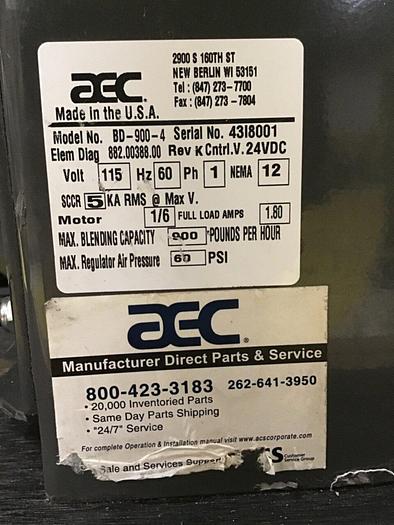 aec.
Made in the U.S.A.
2900 S 160TH ST
NEW BERLIN WI 53151
Tel : (847) 273-7700
Fax : (847) 273-7804
Model No. BD-900-4 Serial No. 43I8001
Elem Diag 882.00388.00 Rev K Cntrl.V. 24VDC
Volt 115 Hz 60 Ph 1 NEMA 12
SCCR 5 KA RMS @ Max V.
Motor 1/6 FULL LOAD AMPS 1.80
MAX. BLENDING CAPACITY 900 POUNDS PER HOUR
MAX. Regulator Air Pressure 60 PSI
aec®
Manufacturer Direct Parts & Service
800-423-3183 262-641-3950
• 20,000 Inventoried Parts
• Same Day Parts Shipping
• "24/7" Service
For complete Operation & Installation manual visit www.acscorporate.com
Sale and Services Support
Customer
Service Group